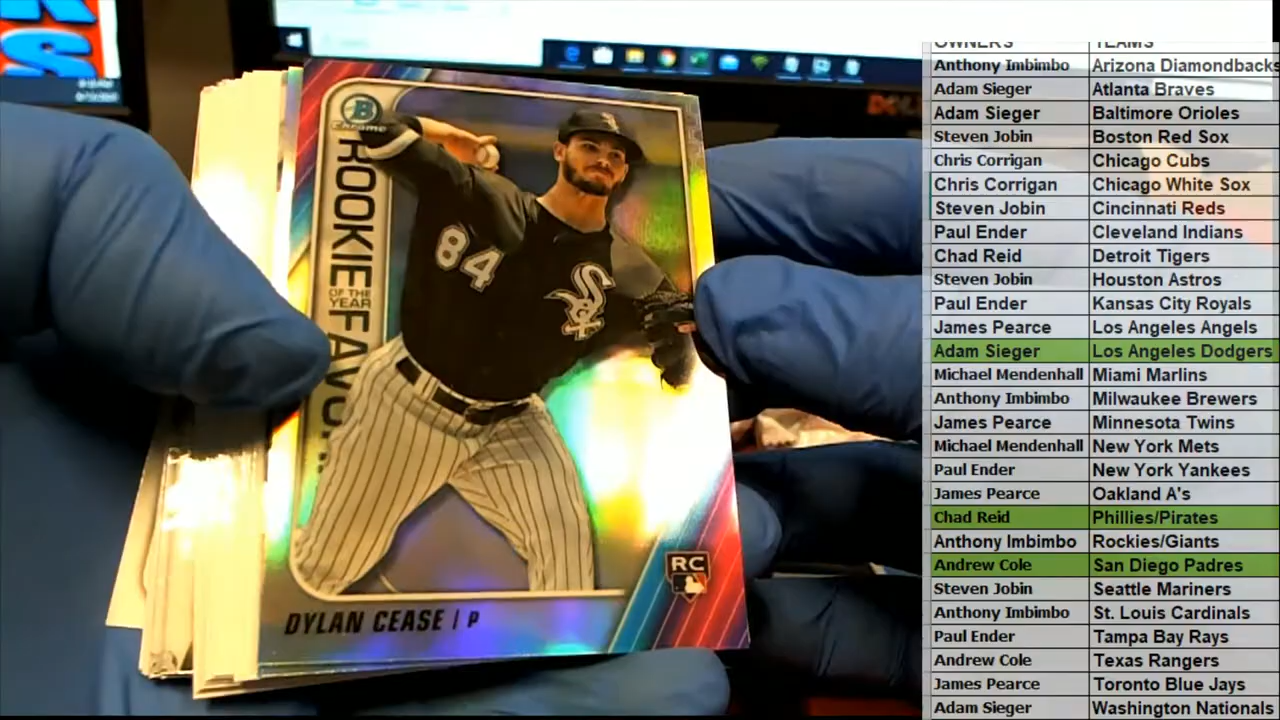 KS
B
Chrome
ROOKIE
OF THE
YEAR
84
Sox
RC
DYLAN CEASE | P
OWNERS TEAMS
Anthony Imbimbo Arizona Diamondbacks
Adam Sieger Atlanta Braves
Adam Sieger Baltimore Orioles
Steven Jobin Boston Red Sox
Chris Corrigan Chicago Cubs
Chris Corrigan Chicago White Sox
Steven Jobin Cincinnati Reds
Paul Ender Cleveland Indians
Chad Reid Detroit Tigers
Steven Jobin Houston Astros
Paul Ender Kansas City Royals
James Pearce Los Angeles Angels
Adam Sieger Los Angeles Dodgers
Michael Mendenhall Miami Marlins
Anthony Imbimbo Milwaukee Brewers
James Pearce Minnesota Twins
Michael Mendenhall New York Mets
Paul Ender New York Yankees
James Pearce Oakland A's
Chad Reid Phillies/Pirates
Anthony Imbimbo Rockies/Giants
Andrew Cole San Diego Padres
Steven Jobin Seattle Mariners
Anthony Imbimbo St. Louis Cardinals
Paul Ender Tampa Bay Rays
Andrew Cole Texas Rangers
James Pearce Toronto Blue Jays
Adam Sieger Washington Nationals